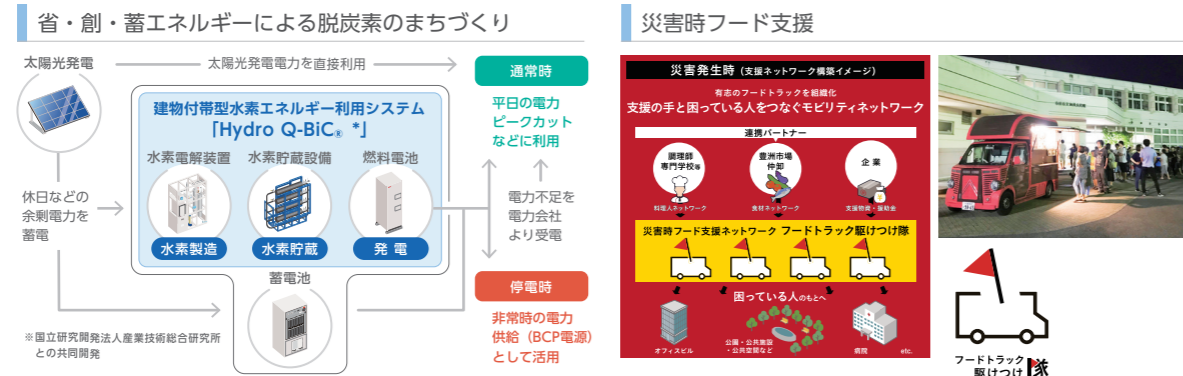 省・創・蓄エネルギーによる脱炭素のまちづくり
太陽光発電
太陽光発電電力を直接利用
通常時
平日の電力
ピークカット
などに利用
建物付帯型水素エネルギー利用システム
「Hydro Q-BiC® *」
水素電解装置
水素貯蔵設備
燃料電池
水素製造
水素貯蔵
発電
休日などの
余剰電力を
蓄電
電力不足を
電力会社
より受電
蓄電池
停電時
非常時の電力
供給（BCP電源）
として活用
※国立研究開発法人産業技術総合研究所
との共同開発
災害時フード支援
災害発生時（支援ネットワーク構築イメージ）
有志のフードトラックを組織化
支援の手と困っている人をつなぐモビリティネットワーク
連携パートナー
調理師
専門学校等
料理人ネットワーク
豊洲市場
仲卸
食材ネットワーク
企業
支援物資・援助金
災害時フード支援ネットワーク フードトラック駆けつけ隊
困っている人のもとへ
オフィスビル
公園・公共施設
・公共空間など
病院
etc.
フードトラック
駆けつけ隊